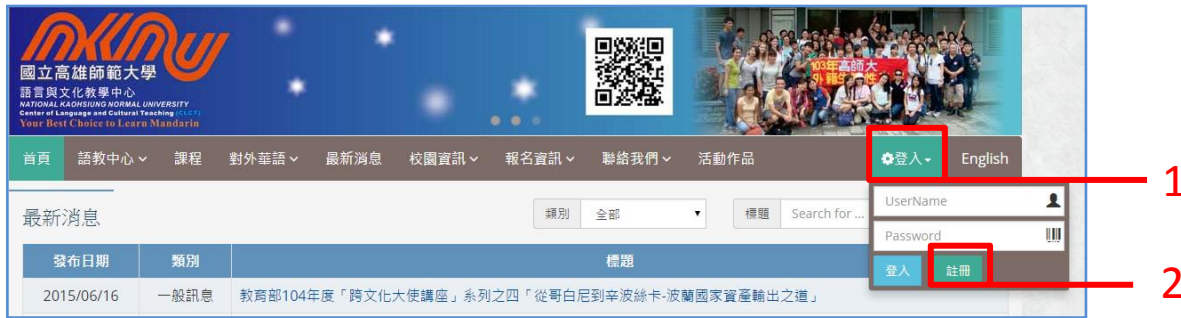 NKNU
國立高雄師範大學
語言與文化教學中心
NATIONAL KAOHSIUNG NORMAL UNIVERSITY
Center of Language and Cultural Teaching (CLCT)
Your Best Choice to Learn Mandarin
103年高師大
首頁 語教中心 課程 對外華語 最新消息 校園資訊 報名資訊 聯絡我們 活動作品 登入 English
1
最新消息 類別 全部 標題 Search for ...
UserName
Password
登入 註冊
2
發布日期 類別 標題
2015/06/16 一般訊息 教育部104年度「跨文化大使講座」系列之四「從哥白尼到辛波絲卡-波蘭國家資產輸出之道」